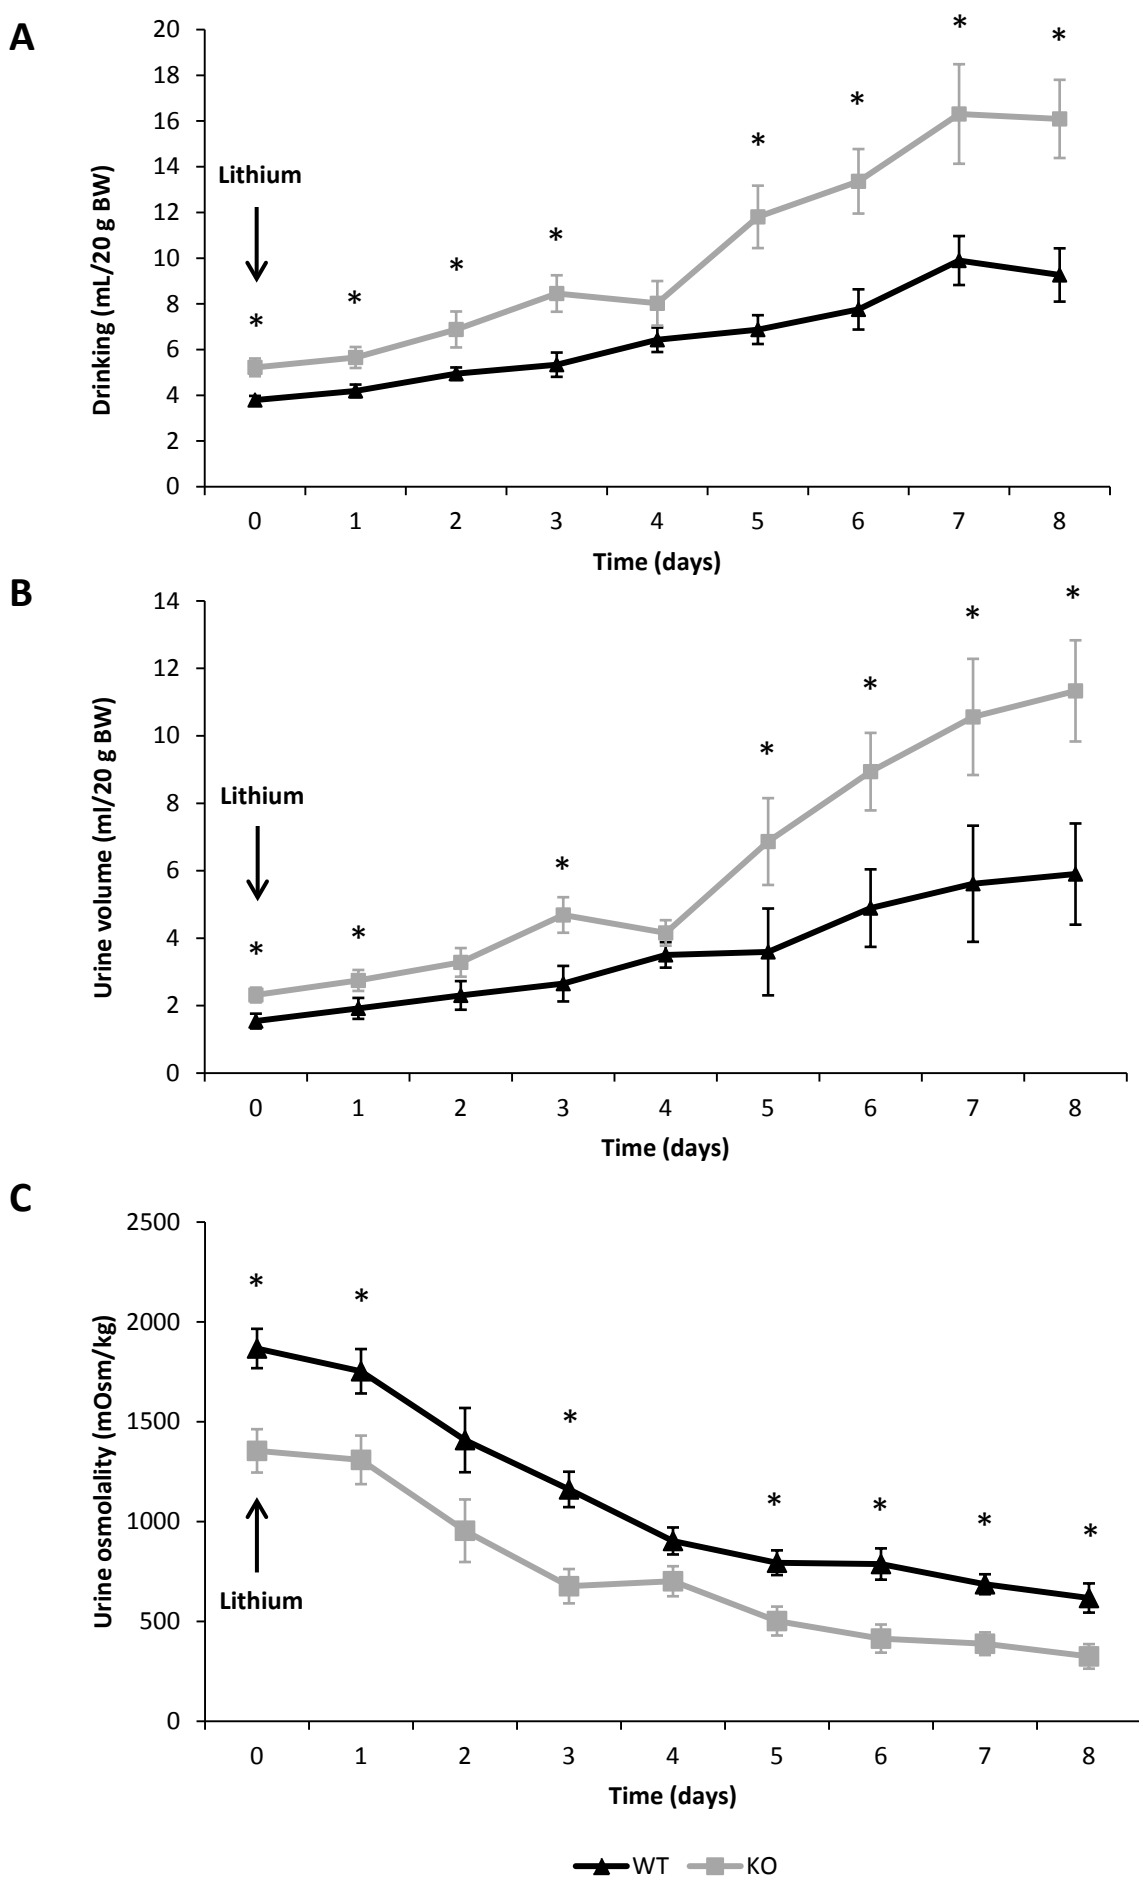 A
Drinking (mL/20 g BW)
20
18
16
14
12
10
8
6
4
2
0
Lithium
* * * * * * * *
0 1 2 3 4 5 6 7 8
Time (days)
B
Urine volume (ml/20 g BW)
14
12
10
8
6
4
2
0
Lithium
* * * * * * *
0 1 2 3 4 5 6 7 8
Time (days)
C
Urine osmolality (mOsm/kg)
2500
2000
1500
1000
500
0
* * * * * * *
Lithium
0 1 2 3 4 5 6 7 8
Time (days)
WT KO